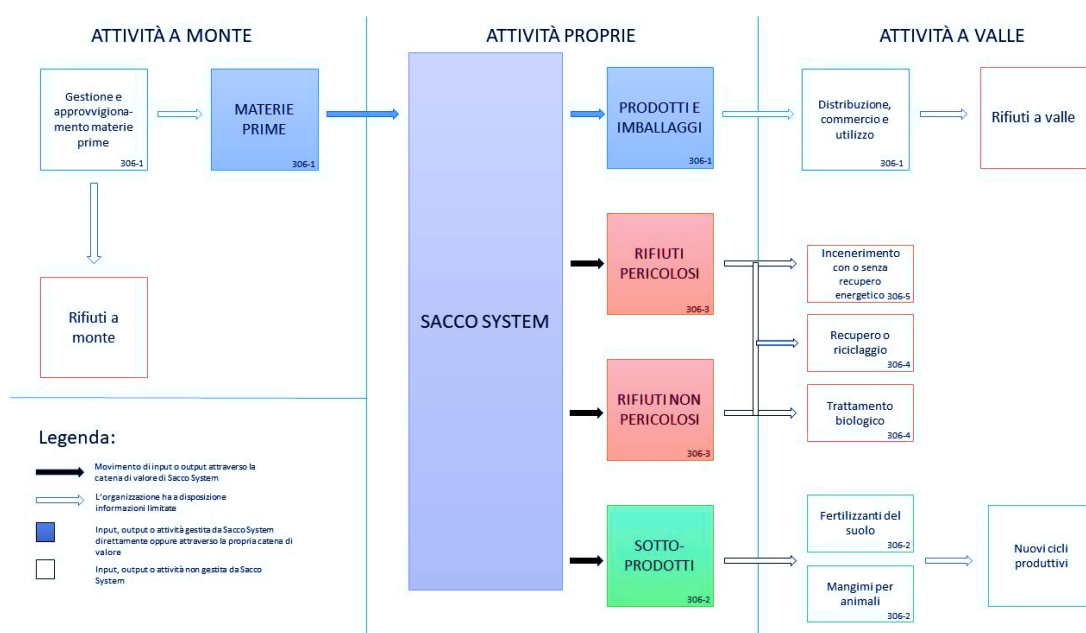 ATTIVITÀ A MONTE
ATTIVITÀ PROPRIE
ATTIVITÀ A VALLE
Gestione e
approvvigiona-
mento materie
prime
306-1
MATERIE
PRIME
306-1
Rifiuti a
monte
SACCO SYSTEM
PRODOTTI E
IMBALLAGGI
306-1
RIFIUTI
PERICOLOSI
306-3
RIFIUTI NON
PERICOLOSI
306-3
SOTTO-
PRODOTTI
306-2
Distribuzione,
commercio e
utilizzo
306-1
Rifiuti a valle
Incenerimento
con o senza
recupero
energetico 306-5
Recupero o
riciclaggio
306-4
Trattamento
biologico
306-4
Fertilizzanti del
suolo
306-2
Mangimi per
animali
306-2
Nuovi cicli
produttivi
Legenda:
Movimento di input o output attraverso la
catena di valore di Sacco System
L'organizzazione ha a disposizione
informazioni limitate
Input, output o attività gestita da Sacco System
direttamente oppure attraverso la propria catena di
valore
Input, output o attività non gestita da Sacco
System